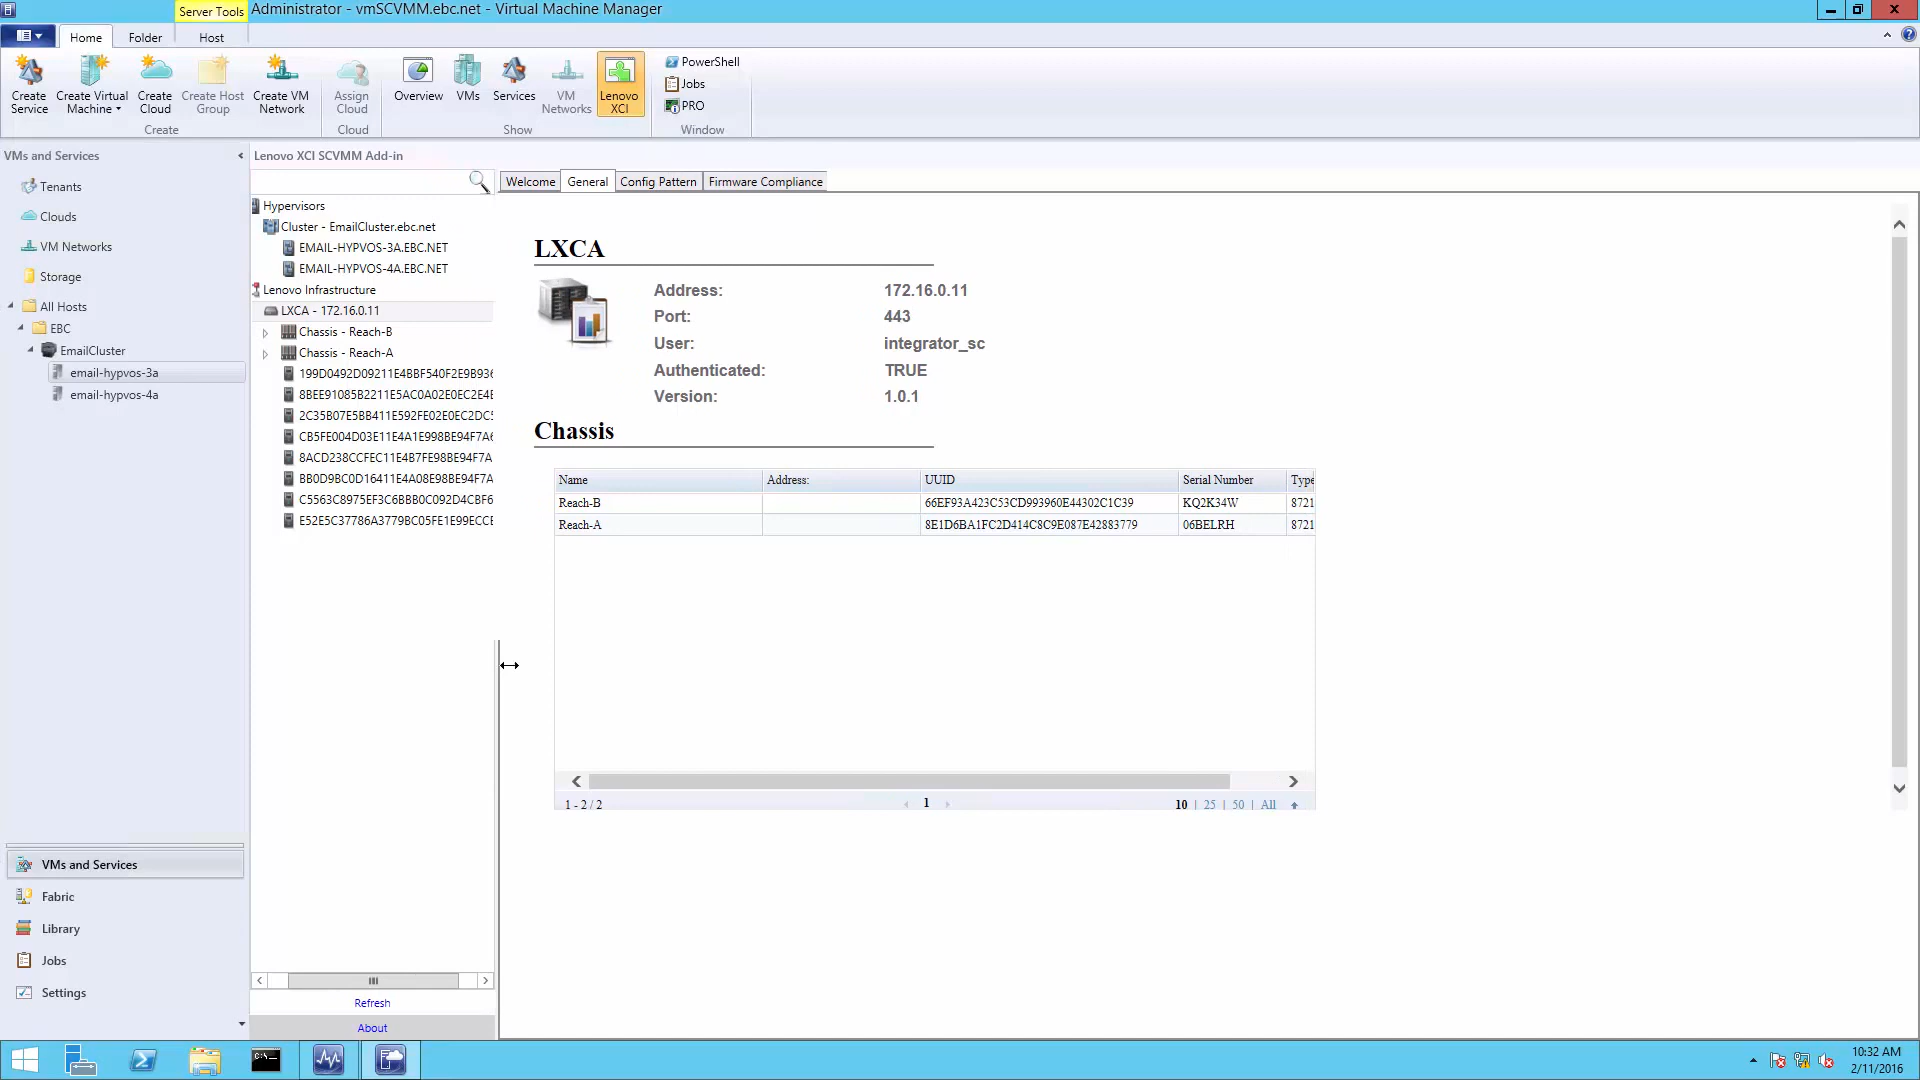 Server Tools
Administrator - vmSCVMM.ebc.net - Virtual Machine Manager
Home Folder Host
Create Service
Create Virtual Machine
Create Cloud
Create Host Group
Create VM Network
Assign Cloud
Overview
VMs
Services
VM Networks
Lenovo XCI
PowerShell
Jobs
PRO
Create Cloud Show Window
VMs and Services
Tenants
Clouds
VM Networks
Storage
All Hosts
EBC
EmailCluster
email-hypvos-3a
email-hypvos-4a
VMs and Services
Fabric
Library
Jobs
Settings
Lenovo XCI SCVMM Add-in
Hypervisors
Cluster - EmailCluster.ebc.net
EMAIL-HYPVOS-3A.EBC.NET
EMAIL-HYPVOS-4A.EBC.NET
Lenovo Infrastructure
LXCA - 172.16.0.11
Chassis - Reach-B
Chassis - Reach-A
199D0492D09211E4BBF540F2E9B936
8BEE91085B2211E5AC0A02E0EC2E4E
2C35B07E5BB411E592FE02E0EC2DC5
CB5FE004D03E11E4A1E998BE94F7A6
8ACD238CCFEC11E4B7FE98BE94F7A
BB0D9BC0D16411E4A08E98BE94F7A
C5563C8975EF3C6BBB0C092D4CBF6
E52E5C37786A3779BC05FE1E99ECCE
Refresh
About
Welcome General Config Pattern Firmware Compliance
LXCA
Address: 172.16.0.11
Port: 443
User: integrator_sc
Authenticated: TRUE
Version: 1.0.1
Chassis
Name Address: UUID Serial Number Type
Reach-B 66EF93A423C53CD993960E44302C1C39 KQ2K34W 8721
Reach-A 8E1D6BA1FC2D414C8C9E087E42883779 06BELRH 8721
1 - 2 / 2 1 10 | 25 | 50 | All
10:32 AM
2/11/2016